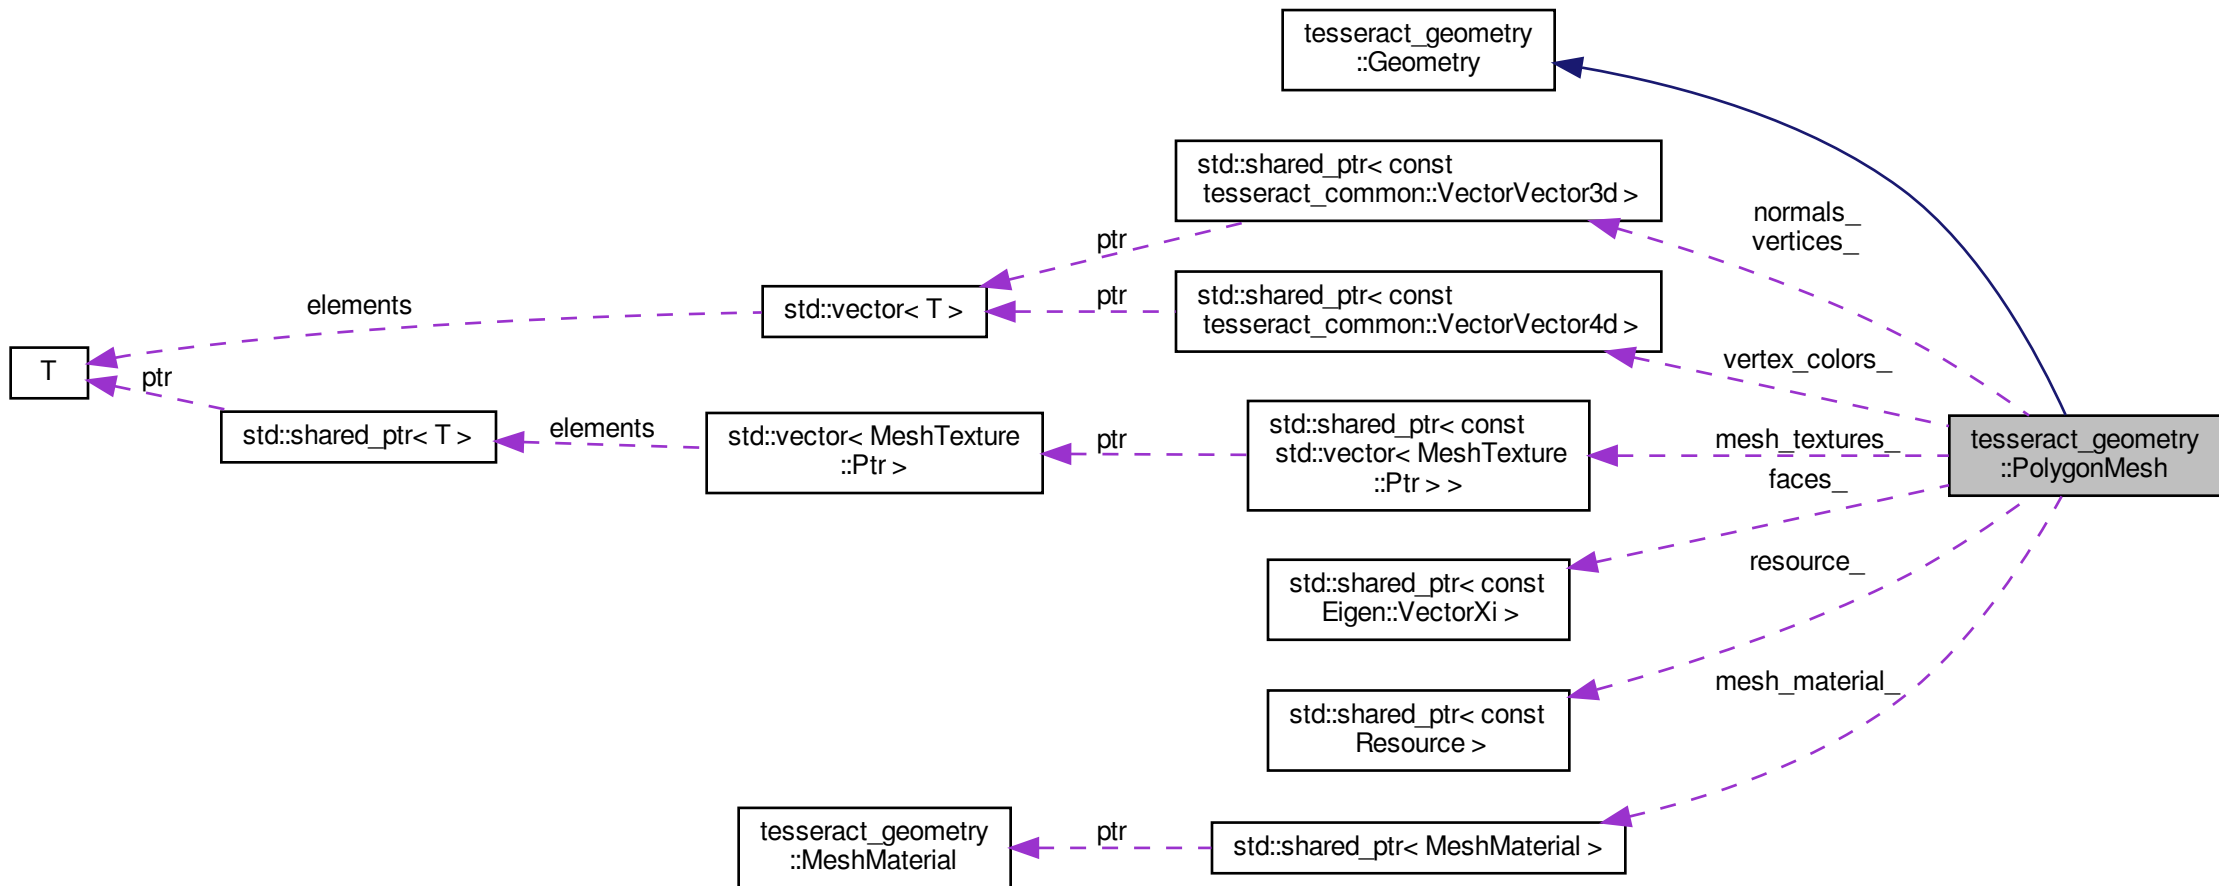 tesseract_geometry
::Geometry
std::shared_ptr< const
tesseract_common::VectorVector3d >
normals_
vertices_
ptr
std::shared_ptr< const
tesseract_common::VectorVector4d >
ptr
std::vector< T >
elements
vertex_colors_
T
ptr
std::shared_ptr< T >
elements
std::vector< MeshTexture
::Ptr >
ptr
std::shared_ptr< const
std::vector< MeshTexture
::Ptr > >
mesh_textures_
tesseract_geometry
::PolygonMesh
faces_
std::shared_ptr< const
Eigen::VectorXi >
resource_
std::shared_ptr< const
Resource >
mesh_material_
tesseract_geometry
::MeshMaterial
ptr
std::shared_ptr< MeshMaterial >